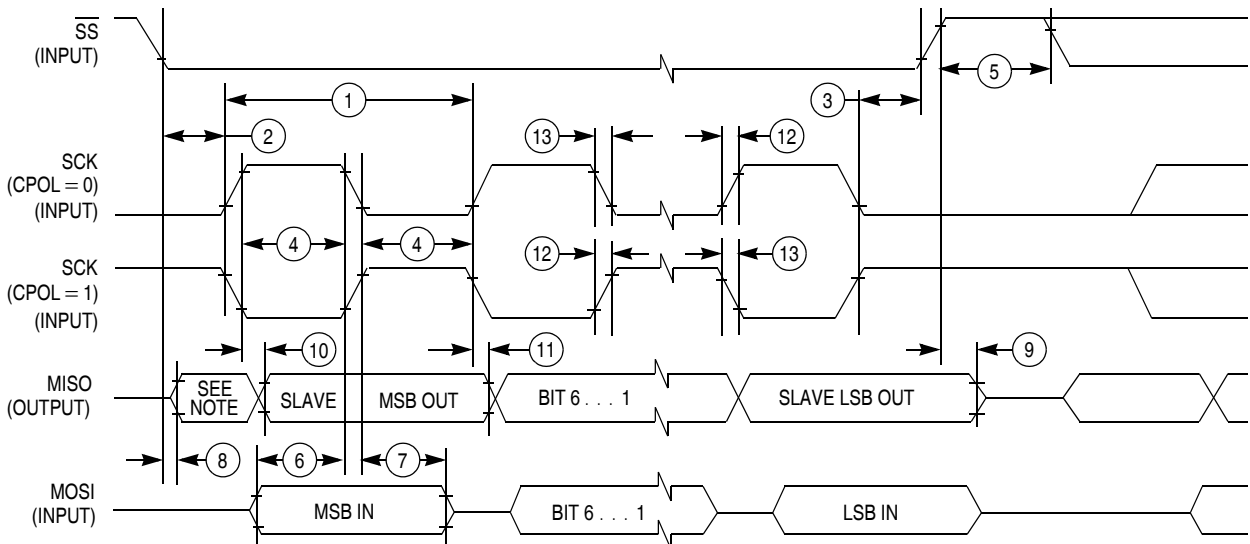 SS
(INPUT)
5
1
3
2
13
12
SCK
(CPOL = 0)
(INPUT)
4
4
12
13
SCK
(CPOL = 1)
(INPUT)
10
11
9
MISO
(OUTPUT)
SEE
NOTE
SLAVE
MSB OUT
BIT 6 . . . 1
SLAVE LSB OUT
8
6
7
MOSI
(INPUT)
MSB IN
BIT 6 . . . 1
LSB IN